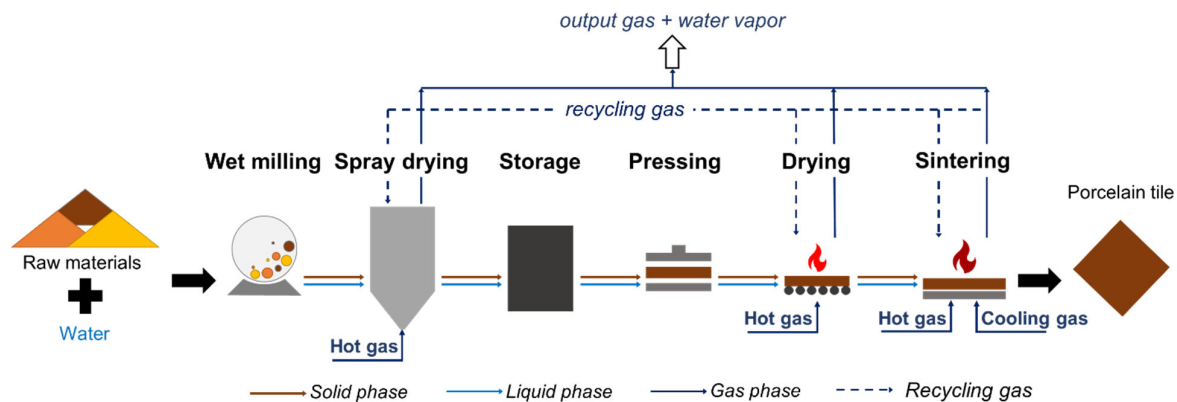 output gas + water vapor
recycling gas
Wet milling
Spray drying
Storage
Pressing
Drying
Sintering
Porcelain tile
Raw materials
Water
Hot gas
Hot gas
Hot gas
Cooling gas
Solid phase
Liquid phase
Gas phase
Recycling gas